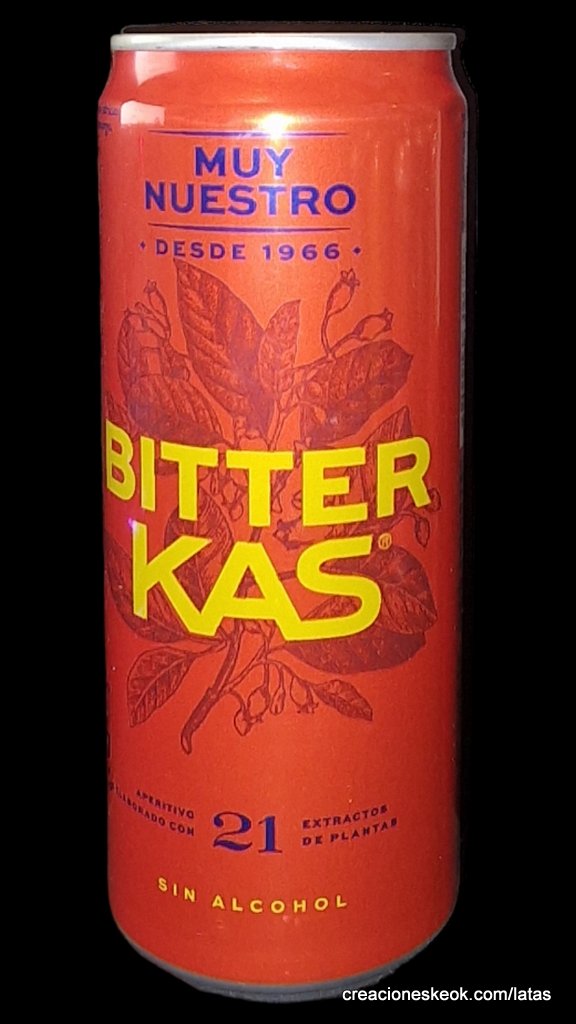 MUY
NUESTRO
• DESDE 1966 •
BITTER
KAS®
APERITIVO
ELABORADO CON
21
EXTRACTOS
DE PLANTAS
SIN ALCOHOL
creacioneskeok.com/latas